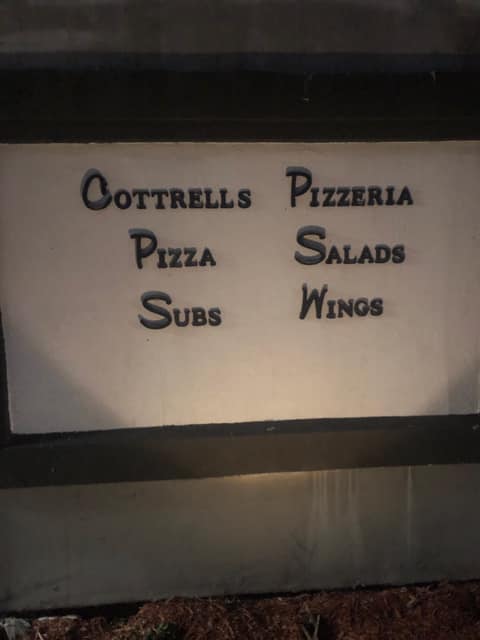 Cottrells Pizzeria
Pizza Salads
Subs Wings